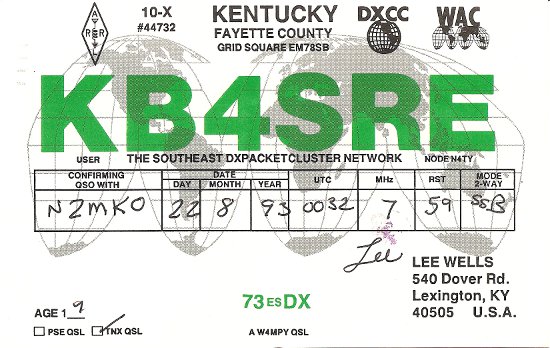 A
R R
L
10-X
#44732
KENTUCKY
FAYETTE COUNTY
GRID SQUARE EM78SB
DXCC
WAC
KB4SRE
USER THE SOUTHEAST DXPACKETCLUSTER NETWORK NODE N4TY
CONFIRMING QSO WITH DATE DAY MONTH YEAR UTC MHz RST MODE 2-WAY
N2MKO 22 8 93 0032 7 59 SSB
Lee
LEE WELLS
540 Dover Rd.
Lexington, KY
40505 U.S.A.
73 ES DX
AGE 19
PSE QSL TNX QSL
A W4MPY QSL